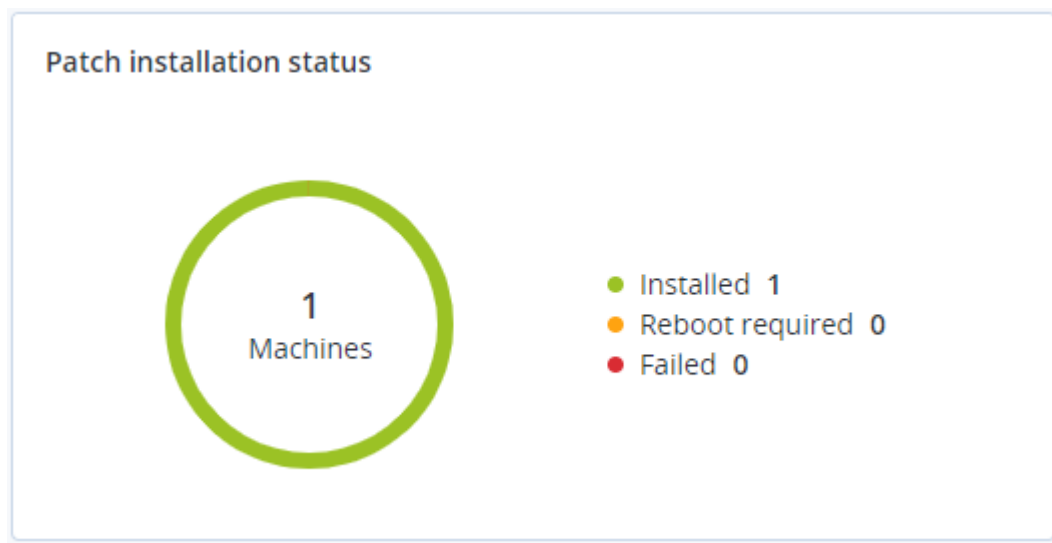 Patch installation status
1
Machines
Installed 1
Reboot required 0
Failed 0